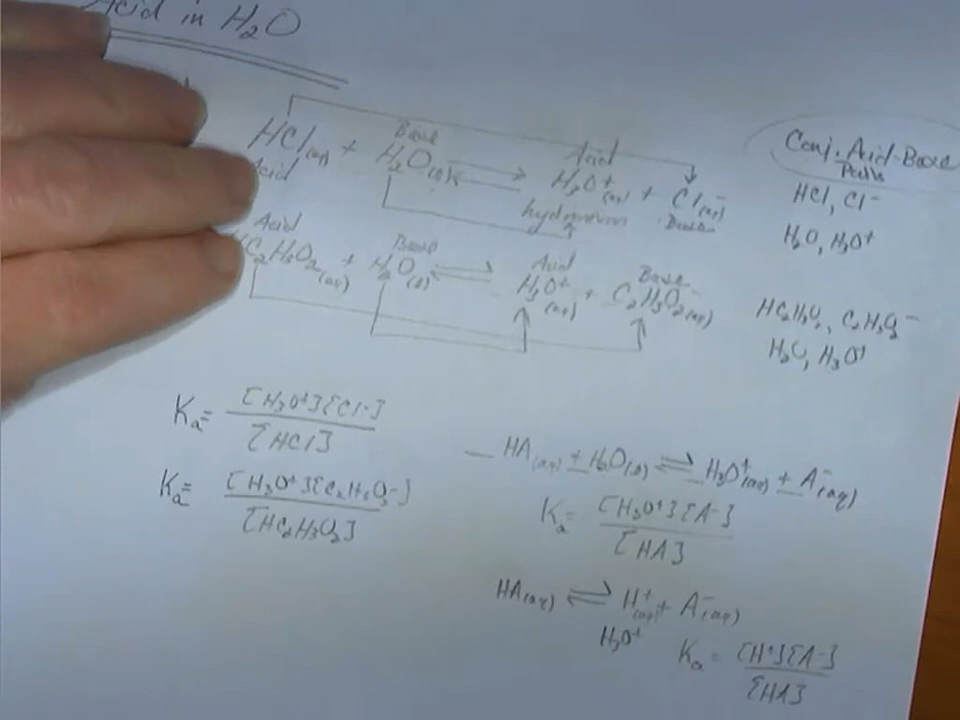 Acid in H₂O
Conj. Acid-Base
Pairs
Base
Acid
HCl(aq) + H₂O(l) ⇌ H₃O⁺(aq) + Cl⁻(aq)
Acid
hydronium
Base
HCl, Cl⁻
H₂O, H₃O⁺
Acid
Base
Acid
Base
HC₂H₃O₂(aq) + H₂O(l) ⇌ H₃O⁺(aq) + C₂H₃O₂⁻(aq)
HC₂H₃O₂, C₂H₃O₂⁻
H₂O, H₃O⁺
Ka = [H₃O⁺][Cl⁻]
[HCl]
Ka = [H₃O⁺][C₂H₃O₂⁻]
[HC₂H₃O₂]
HA(aq) + H₂O(l) ⇌ H₃O⁺(aq) + A⁻(aq)
Ka = [H₃O⁺][A⁻]
[HA]
HA(aq) ⇌ H⁺(aq) + A⁻(aq)
H₃O⁺
Ka = [H⁺][A⁻]
[HA]